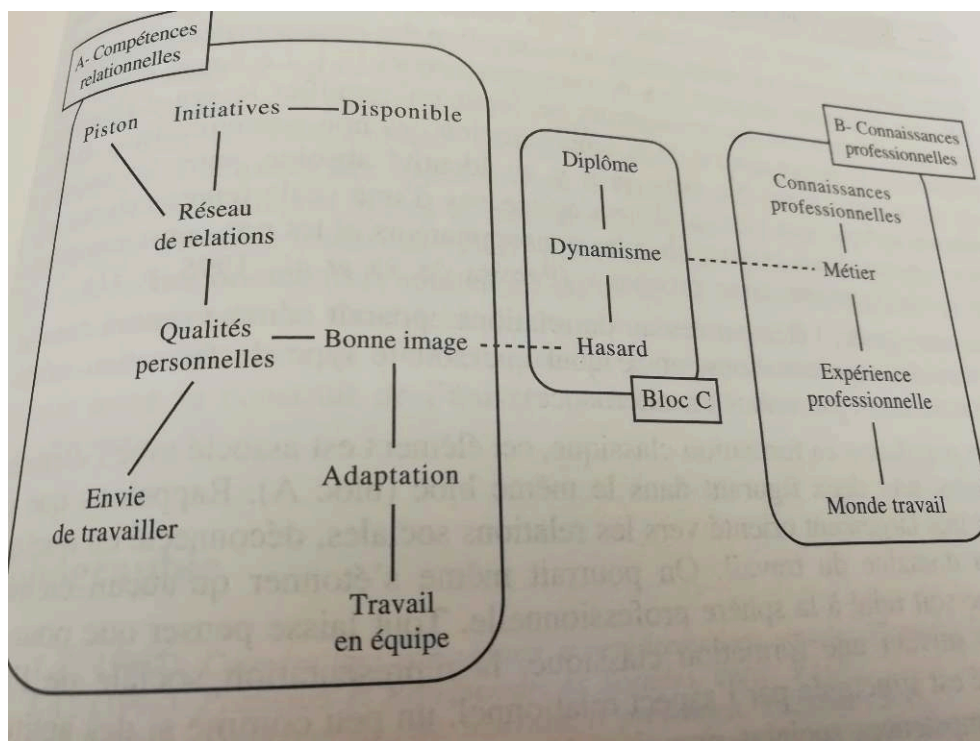 A- Compétences
relationnelles
Piston
Initiatives
Disponible
Réseau
de relations
Qualités
personnelles
Bonne image
Envie
de travailler
Adaptation
Travail
en équipe
Diplôme
Dynamisme
Hasard
Bloc C
B- Connaissances
professionnelles
Connaissances
professionnelles
Métier
Expérience
professionnelle
Monde travail